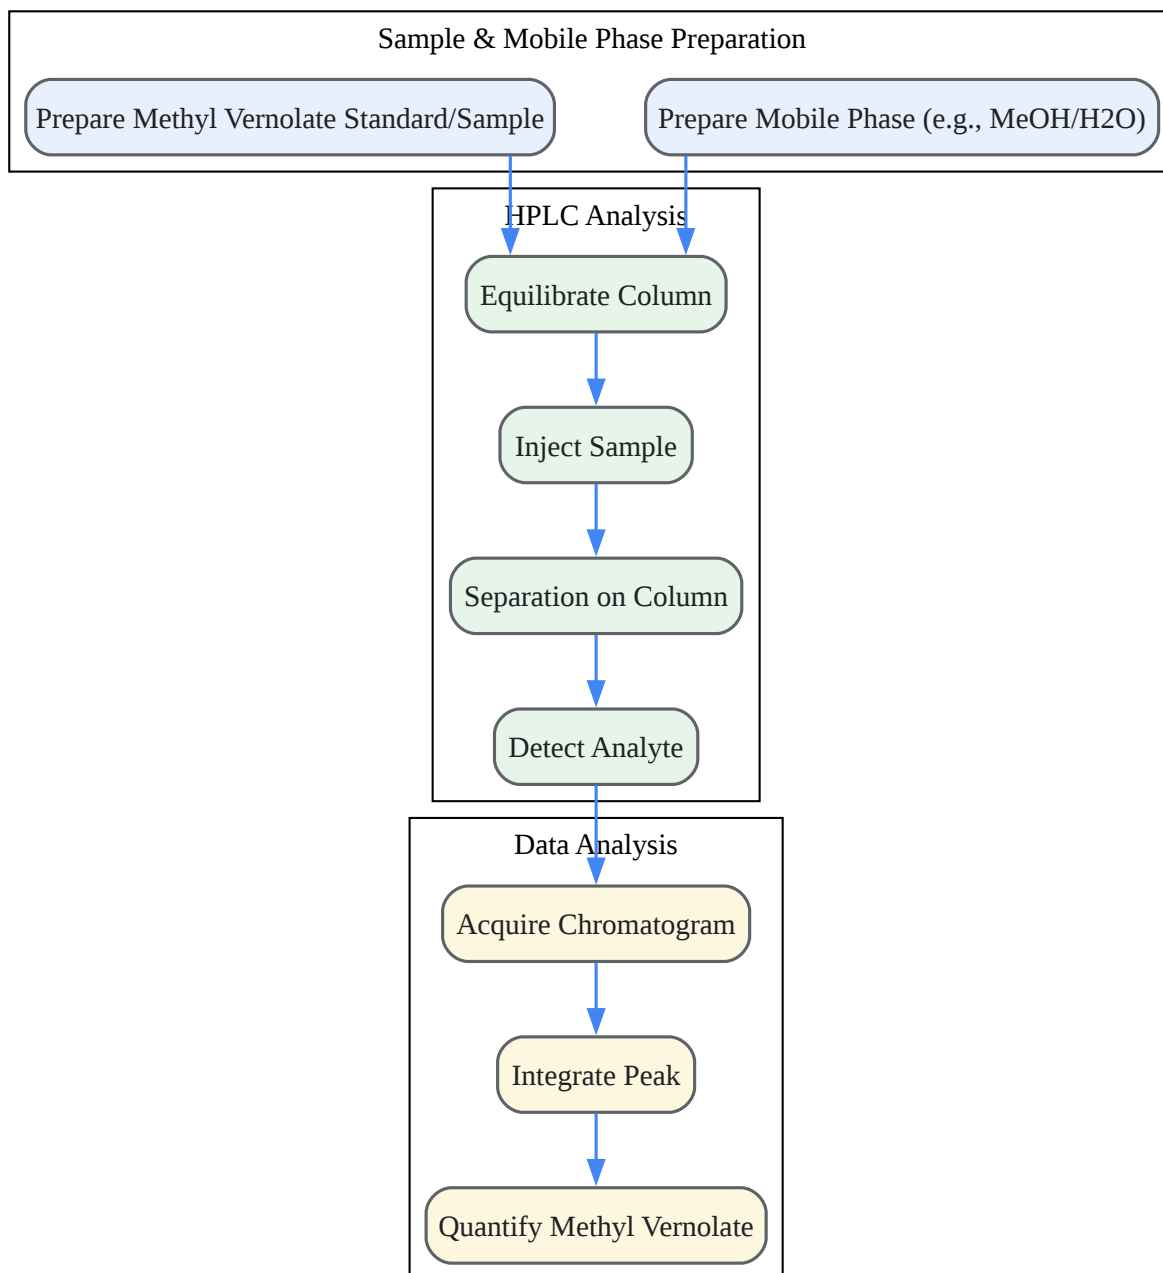 Sample & Mobile Phase Preparation
Prepare Methyl Vernolate Standard/Sample
Prepare Mobile Phase (e.g., MeOH/H2O)
HPLC Analysis
Equilibrate Column
Inject Sample
Separation on Column
Detect Analyte
Data Analysis
Acquire Chromatogram
Integrate Peak
Quantify Methyl Vernolate